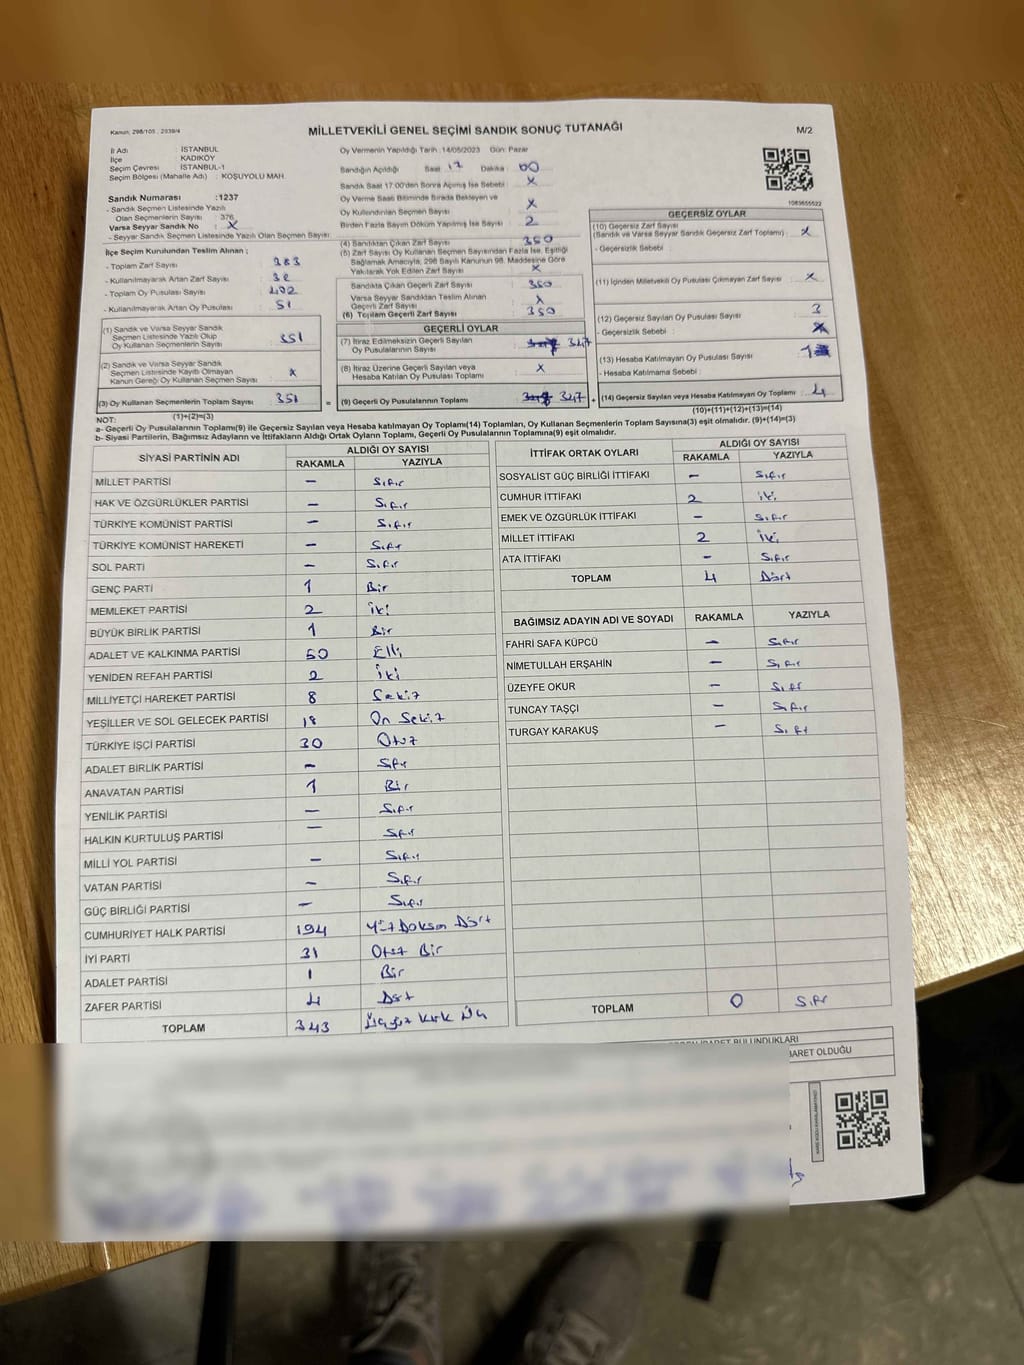 Kanun, 298/105 , 2839/4
MİLLETVEKİLİ GENEL SEÇİMİ SANDIK SONUÇ TUTANAĞI
M/2
İl Adı : İSTANBUL
İlçe : KADIKÖY
Seçim Çevresi : İSTANBUL-1
Seçim Bölgesi (Mahalle Adı) : KOŞUYOLU MAH.
Sandık Numarası :1237
- Sandık Seçmen Listesinde Yazılı
Olan Seçmenlerin Sayısı : 376
Varsa Seyyar Sandık No : X
- Seyyar Sandık Seçmen Listesinde Yazılı Olan Seçmen Sayısı:
Oy Vermenin Yapıldığı Tarih :14/05/2023 Gün: Pazar
Sandığın Açıldığı Saat 17 Dakika : 00
Sandık Saat 17:00'den Sonra Açılmış İse Sebebi : X
Oy Verme Saati Bitiminde Sırada Bekleyen ve
Oy Kullandırılan Seçmen Sayısı : X
Birden Fazla Sayım Döküm Yapılmış İse Sayısı : 2
1083655522
İlçe Seçim Kurulundan Teslim Alınan ;
- Toplam Zarf Sayısı : 383
- Kullanılmayarak Artan Zarf Sayısı : 32
- Toplam Oy Pusulası Sayısı : 402
- Kullanılmayarak Artan Oy Pusulası : 51
(1) Sandık ve Varsa Seyyar Sandık
Seçmen Listesinde Yazılı Olup
Oy Kullanan Seçmenlerin Sayısı : 351
(2) Sandık ve Varsa Seyyar Sandık
Seçmen Listesinde Kayıtlı Olmayan
Kanun Gereği Oy Kullanan Seçmen Sayısı : X
(3) Oy Kullanan Seçmenlerin Toplam Sayısı : 351
(1)+(2)=(3)
(4) Sandıktan Çıkan Zarf Sayısı : 350
(5) Zarf Sayısı Oy Kullanan Seçmen Sayısından Fazla İse, Eşitliği
Sağlamak Amacıyla, 298 Sayılı Kanunun 98. Maddesine Göre
Yakılarak Yok Edilen Zarf Sayısı : X
Sandıkta Çıkan Geçerli Zarf Sayısı : 350
Varsa Seyyar Sandıktan Teslim Alınan
Geçerli Zarf Sayısı : X
(6) Toplam Geçerli Zarf Sayısı : 350
GEÇERLİ OYLAR
(7) İtiraz Edilmeksizin Geçerli Sayılan
Oy Pusulalarının Sayısı : 347
(8) İtiraz Üzerine Geçerli Sayılan veya
Hesaba Katılan Oy Pusulası Toplamı : X
= (9) Geçerli Oy Pusulalarının Toplamı : 347
GEÇERSİZ OYLAR
(10) Geçersiz Zarf Sayısı
(Sandık ve Varsa Seyyar Sandık Geçersiz Zarf Toplamı) : X
- Geçersizlik Sebebi :
(11) İçinden Milletvekili Oy Pusulası Çıkmayan Zarf Sayısı : X
(12) Geçersiz Sayılan Oy Pusulası Sayısı : 3
- Geçersizlik Sebebi :
(13) Hesaba Katılmayan Oy Pusulası Sayısı : 1
- Hesaba Katılmama Sebebi :
+ (14) Geçersiz Sayılan veya Hesaba Katılmayan Oy Toplamı : 4
(10)+(11)+(12)+(13)=(14)
NOT:
a- Geçerli Oy Pusulalarının Toplamı(9) ile Geçersiz Sayılan veya Hesaba katılmayan Oy Toplamı(14) Toplamları, Oy Kullanan Seçmenlerin Toplam Sayısına(3) eşit olmalıdır. (9)+(14)=(3)
b- Siyasi Partilerin, Bağımsız Adayların ve İttifakların Aldığı Ortak Oyların Toplamı, Geçerli Oy Pusulalarının Toplamına(9) eşit olmalıdır.
SİYASİ PARTİNİN ADI
ALDIĞI OY SAYISI
RAKAMLA YAZIYLA
MİLLET PARTİSİ — Sıfır
HAK VE ÖZGÜRLÜKLER PARTİSİ — Sıfır
TÜRKİYE KOMÜNİST PARTİSİ — Sıfır
TÜRKİYE KOMÜNİST HAREKETİ — Sıfır
SOL PARTİ — Sıfır
GENÇ PARTİ 1 Bir
MEMLEKET PARTİSİ 2 İki
BÜYÜK BİRLİK PARTİSİ 1 Bir
ADALET VE KALKINMA PARTİSİ 50 Elli
YENİDEN REFAH PARTİSİ 2 İki
MİLLİYETÇİ HAREKET PARTİSİ 8 Sekiz
YEŞİLLER VE SOL GELECEK PARTİSİ 18 On Sekiz
TÜRKİYE İŞÇİ PARTİSİ 30 Otuz
ADALET BİRLİK PARTİSİ — Sıfır
ANAVATAN PARTİSİ 1 Bir
YENİLİK PARTİSİ — Sıfır
HALKIN KURTULUŞ PARTİSİ — Sıfır
MİLLİ YOL PARTİSİ — Sıfır
VATAN PARTİSİ — Sıfır
GÜÇ BİRLİĞİ PARTİSİ — Sıfır
CUMHURİYET HALK PARTİSİ 194 Yüz Doksan Dört
İYİ PARTİ 31 Otuz Bir
ADALET PARTİSİ 1 Bir
ZAFER PARTİSİ 4 Dört
TOPLAM 343 Üçyüz Kırk Üç
İTTİFAK ORTAK OYLARI
ALDIĞI OY SAYISI
RAKAMLA YAZIYLA
SOSYALİST GÜÇ BİRLİĞİ İTTİFAKI — Sıfır
CUMHUR İTTİFAKI 2 iki
EMEK VE ÖZGÜRLÜK İTTİFAKI — Sıfır
MİLLET İTTİFAKI 2 iki
ATA İTTİFAKI — Sıfır
TOPLAM 4 Dört
BAĞIMSIZ ADAYIN ADI VE SOYADI RAKAMLA YAZIYLA
FAHRİ SAFA KÜPCÜ — Sıfır
NİMETULLAH ERŞAHİN — Sıfır
ÜZEYFE OKUR — Sıfır
TUNCAY TAŞÇI — Sıfır
TURGAY KARAKUŞ — Sıfır
TOPLAM 0 Sıfır
BULUNDUKLARI
OLDUĞU